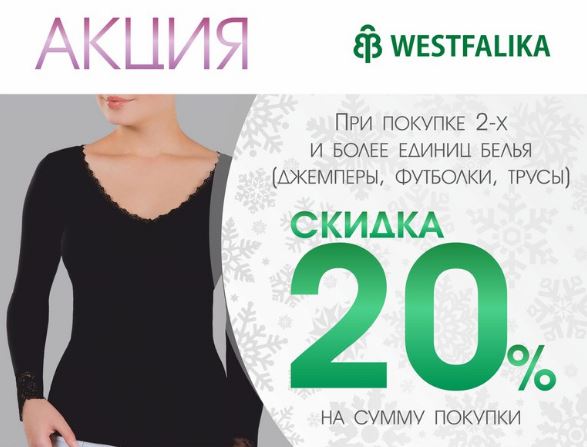 АКЦИЯ
WESTFALIKA
При покупке 2-х
и более единиц белья
(джемперы, футболки, трусы)
СКИДКА
20%
на сумму покупки